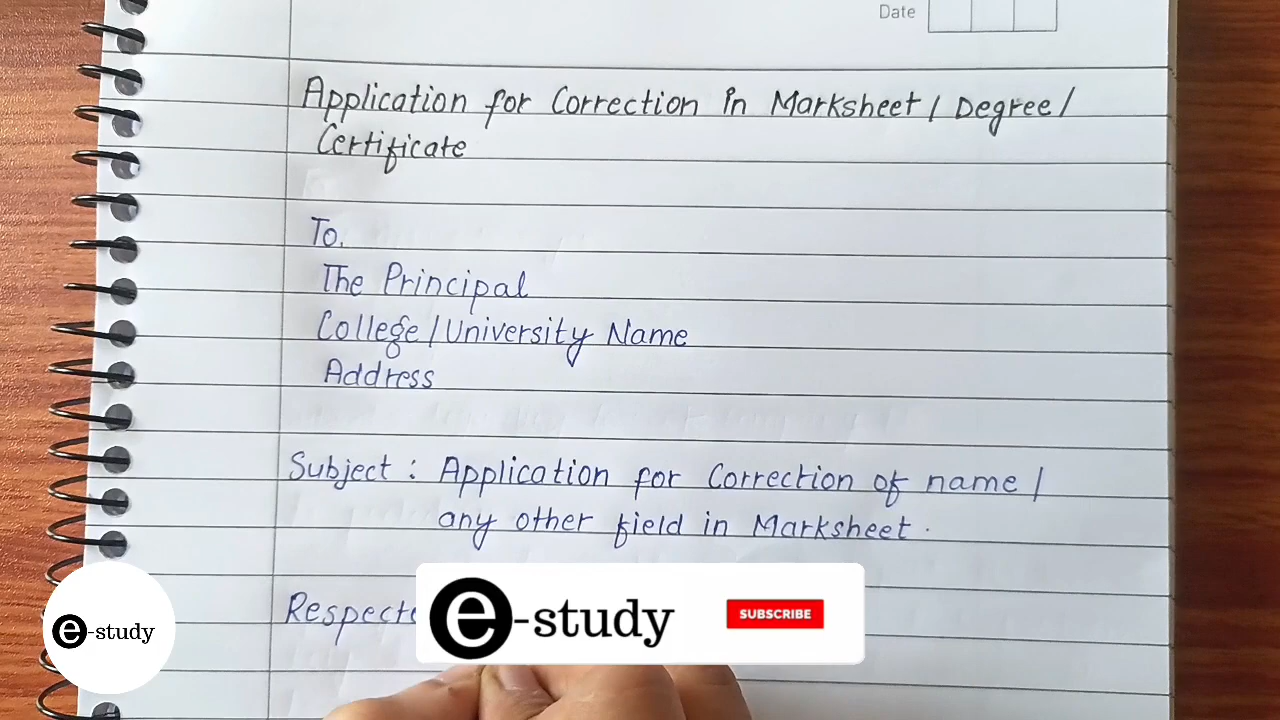 Date
Application for Correction in Marksheet / Degree /
Certificate
To,
The Principal
College / University Name
Address
Subject : Application for Correction of name /
any other field in Marksheet.
e-study
SUBSCRIBE
e-study